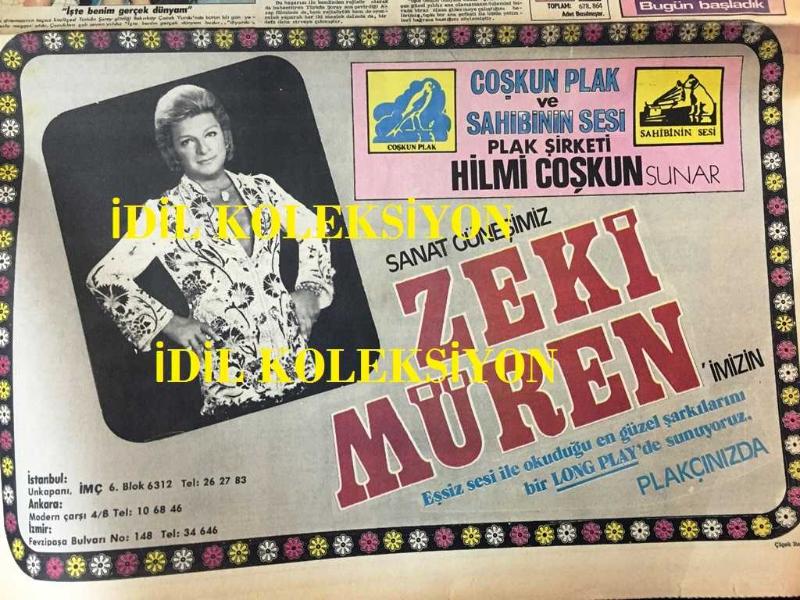 "İşte benim geçek dünyam"
TOPLAM: 678, 864
Bugün başladık
COŞKUN PLAK
ve
SAHİBİNİN SESİ
PLAK ŞİRKETİ
HİLMİ COŞKUN SUNAR
COŞKUN PLAK
SAHİBİNİN SESİ
İDİL KOLEKSİYON
SANAT GÜNEŞİMİZ
ZEKİ
MÜREN'İMİZİN
İDİL KOLEKSİYON
Eşsiz sesi ile okuduğu en güzel şarkılarını
bir LONG PLAY'de sunuyoruz.
PLAKÇINIZDA
İstanbul:
Unkapanı, İMÇ 6. Blok 6312 Tel: 26 27 83
Ankara:
Modern çarşı 4/B Tel: 10 68 46
İzmir:
Fevzipaşa Bulvarı No: 148 Tel: 34 646